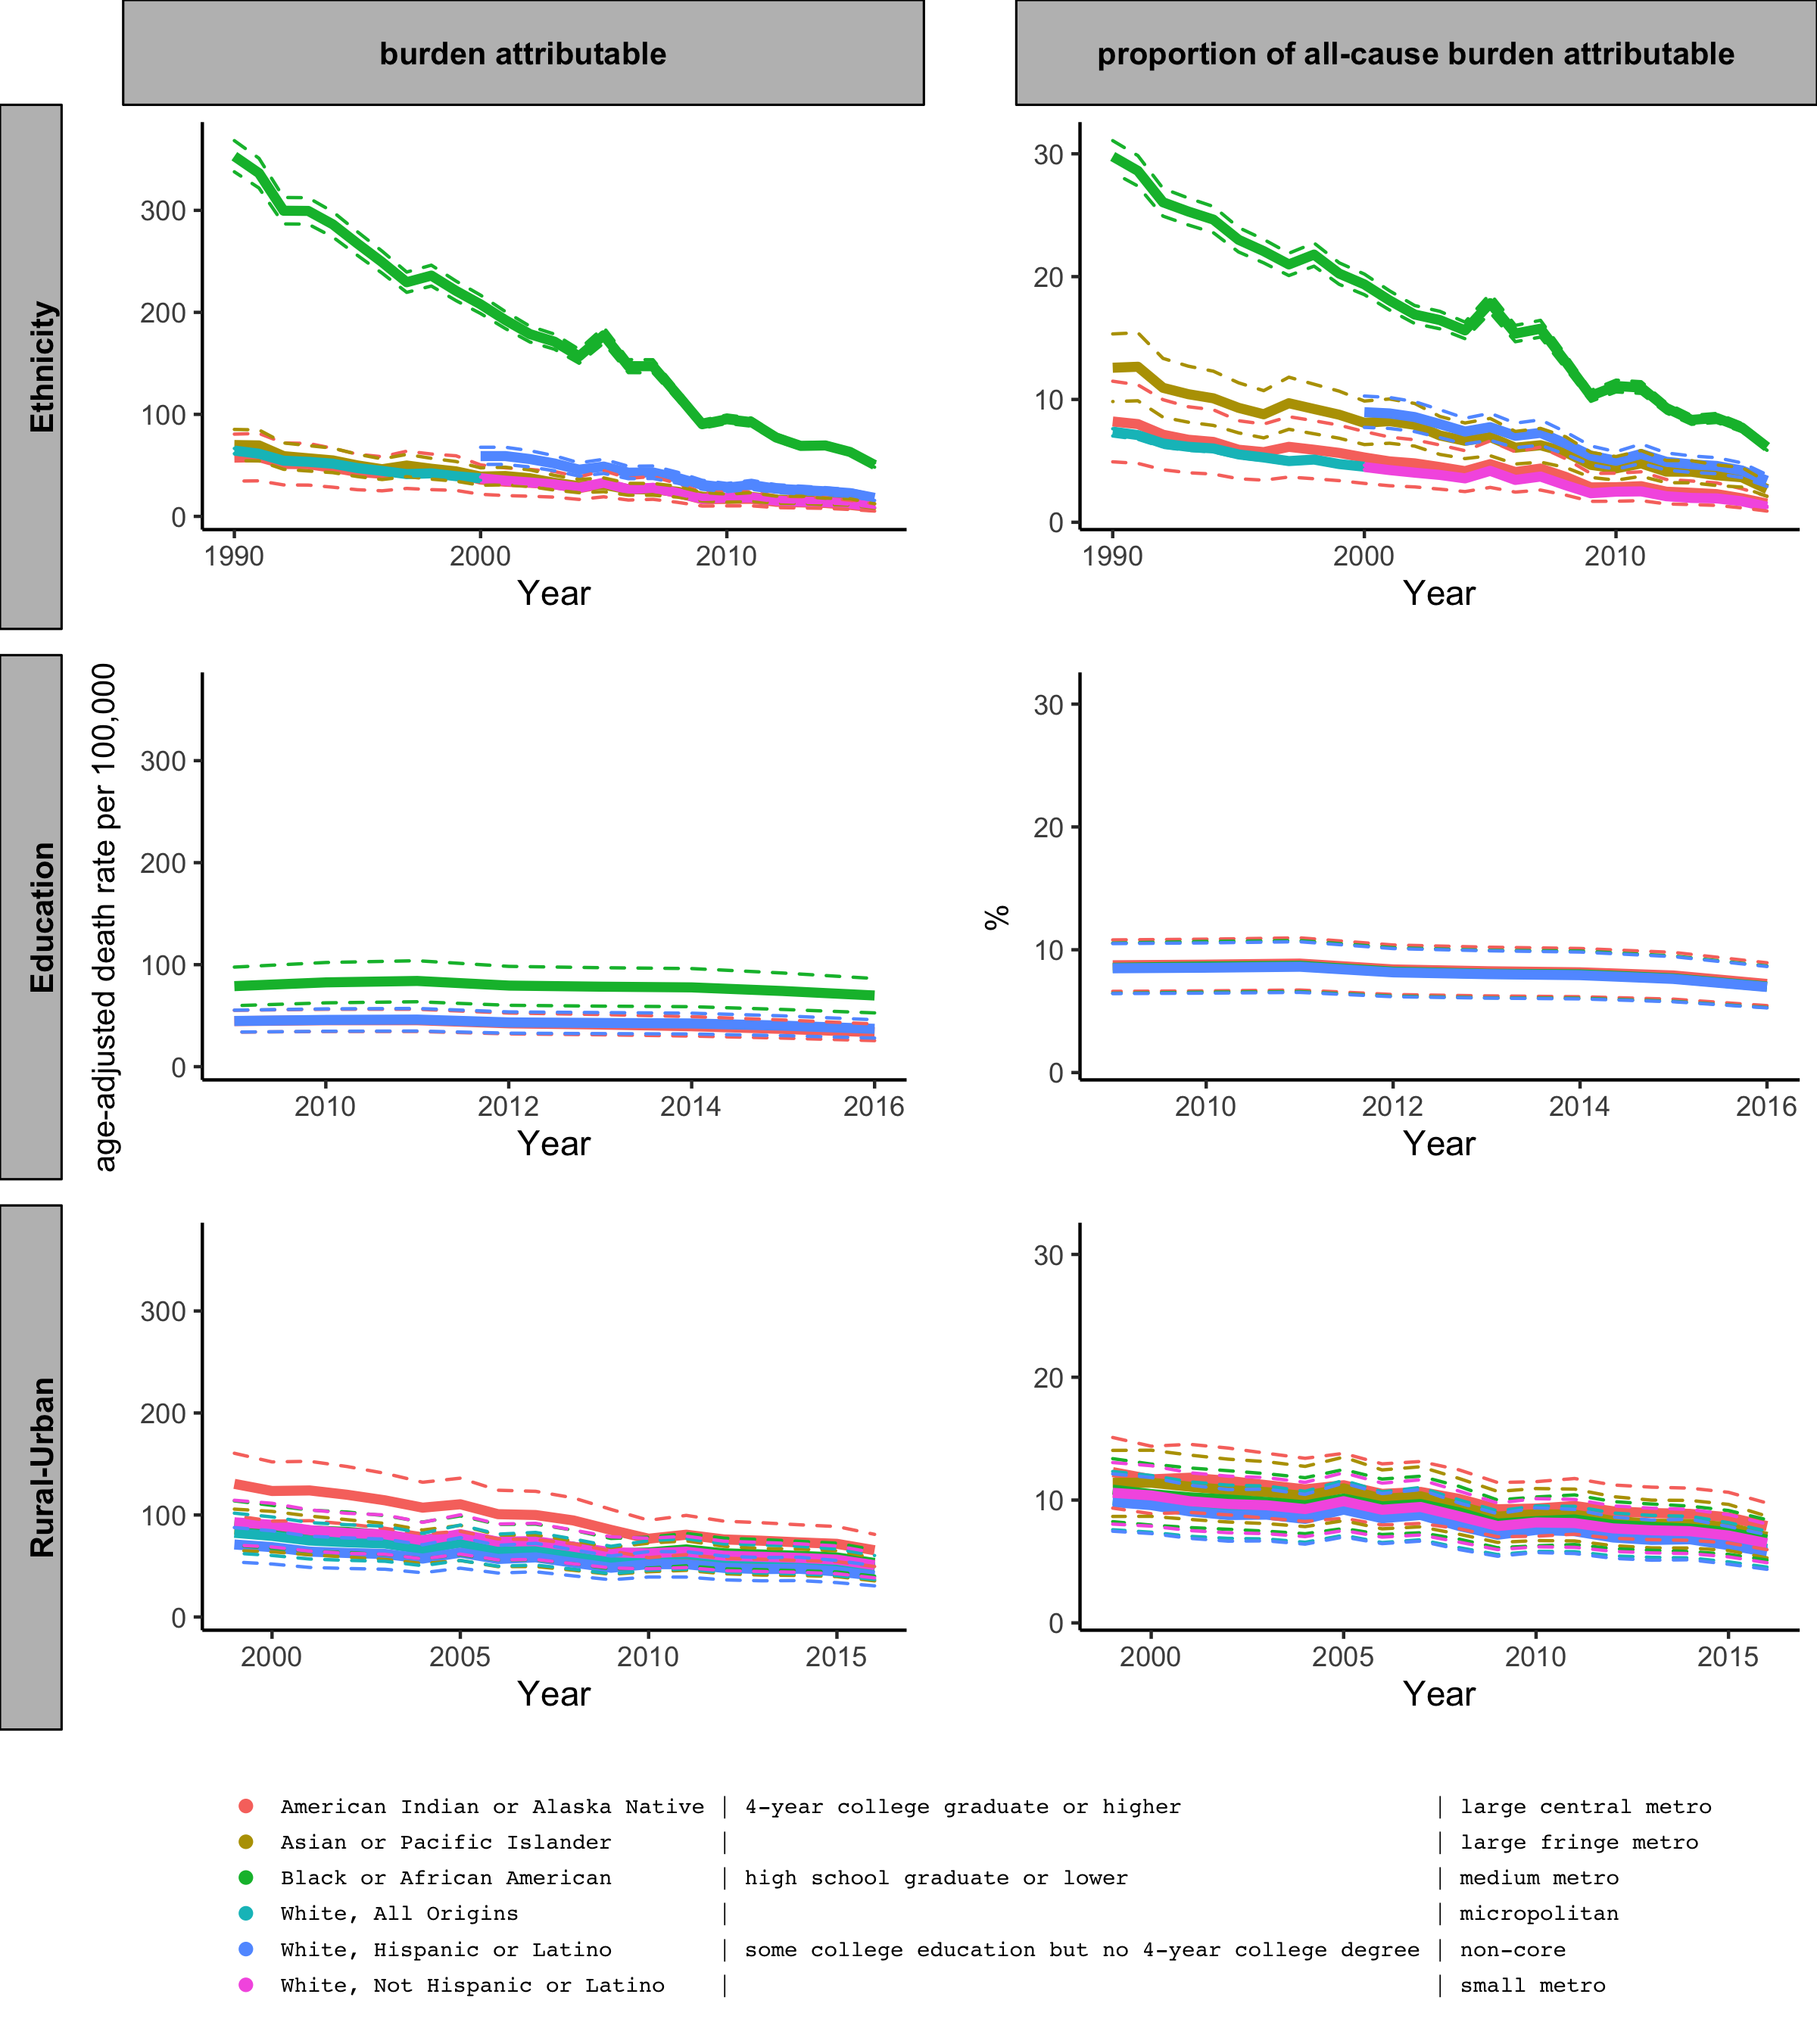 burden attributable
proportion of all-cause burden attributable
Ethnicity
300
200
100
0
1990
2000
2010
Year
30
20
10
0
1990
2000
2010
Year
Education
age-adjusted death rate per 100,000
300
200
100
0
2010
2012
2014
2016
Year
%
30
20
10
0
2010
2012
2014
2016
Year
Rural-Urban
300
200
100
0
2000
2005
2010
2015
Year
30
20
10
0
2000
2005
2010
2015
Year
American Indian or Alaska Native | 4-year college graduate or higher | large central metro
Asian or Pacific Islander | | large fringe metro
Black or African American | high school graduate or lower | medium metro
White, All Origins | | micropolitan
White, Hispanic or Latino | some college education but no 4-year college degree | non-core
White, Not Hispanic or Latino | | small metro